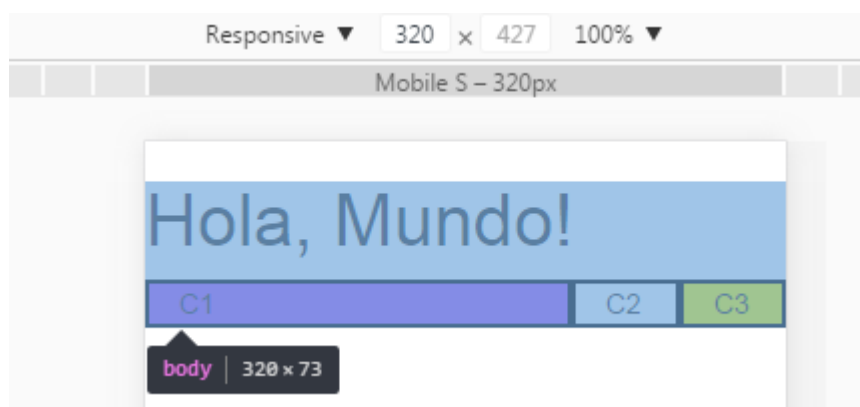 Responsive ▼ 320 × 427 100% ▼
Mobile S – 320px
Hola, Mundo!
C1 C2 C3
body | 320 × 73